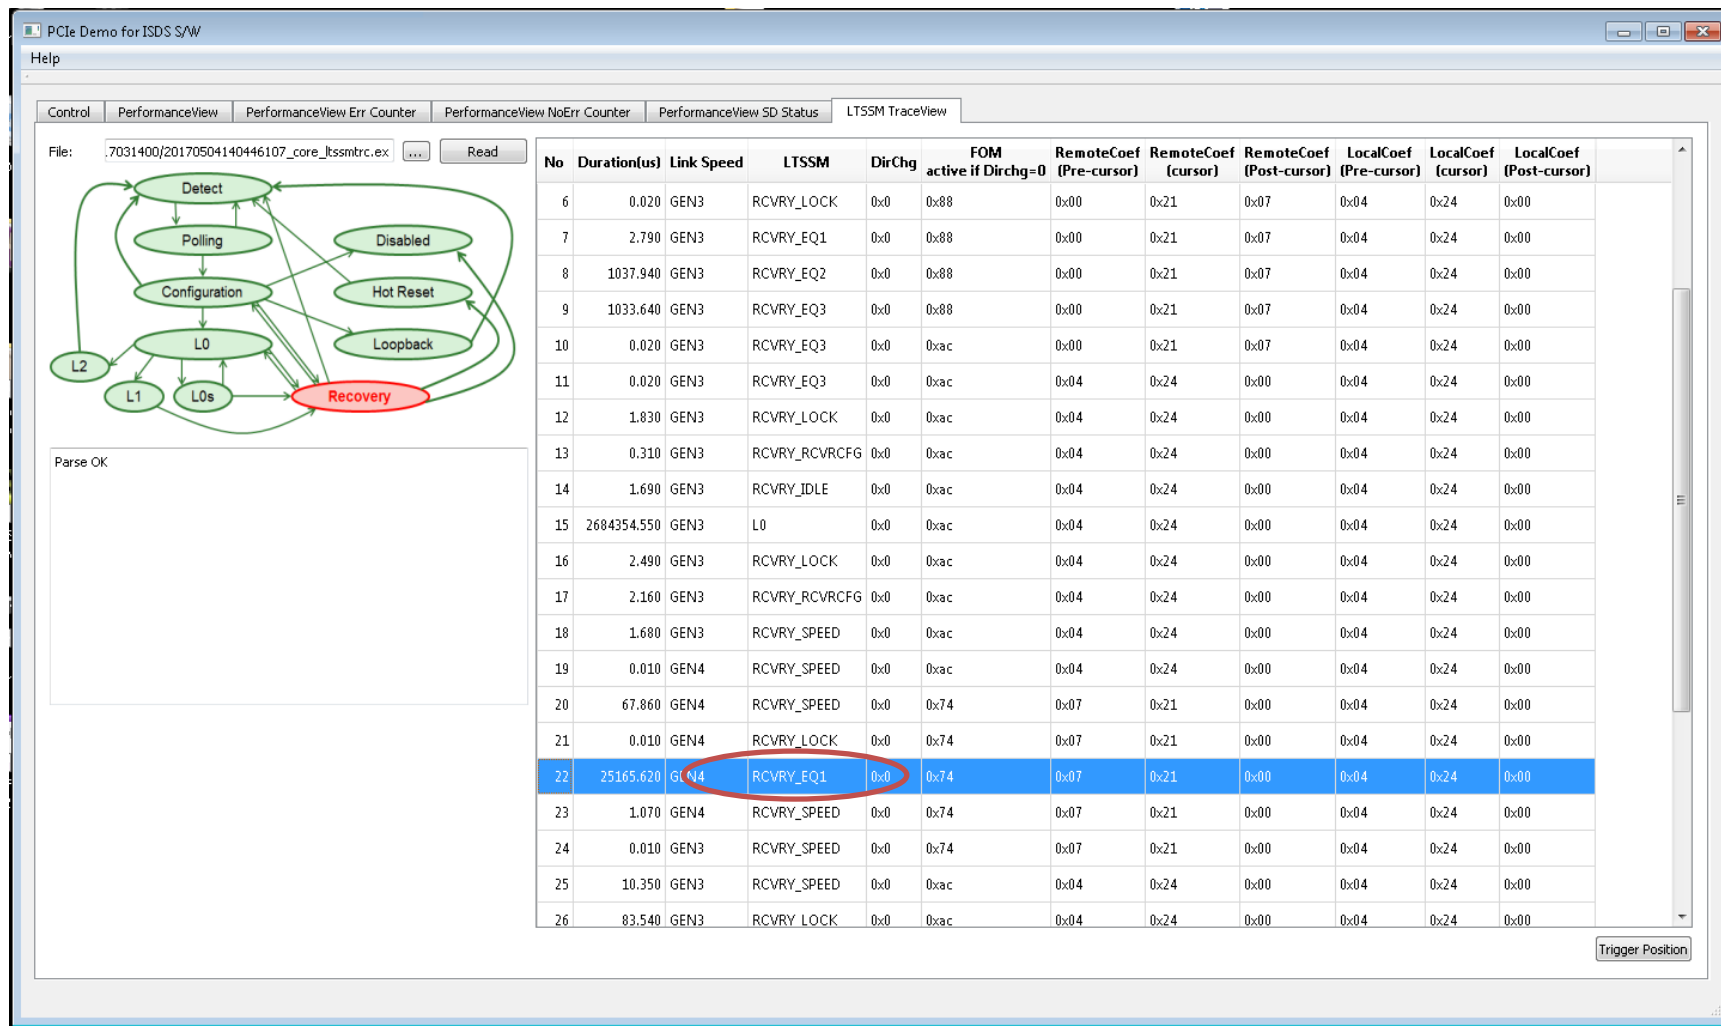 PCIe Demo for ISDS S/W
Help
Control PerformanceView PerformanceView Err Counter PerformanceView NoErr Counter PerformanceView SD Status LTSSM TraceView
File: .7031400/20170504140446107_core_ltssmtrc.ex ... Read
Detect
Polling
Disabled
Configuration
Hot Reset
L0
Loopback
L2
L1
L0s
Recovery
Parse OK
No Duration(us) Link Speed LTSSM DirChg FOM active if Dirchg=0 RemoteCoef (Pre-cursor) RemoteCoef (cursor) RemoteCoef (Post-cursor) LocalCoef (Pre-cursor) LocalCoef (cursor) LocalCoef (Post-cursor)
6 0.020 GEN3 RCVRY_LOCK 0x0 0x88 0x00 0x21 0x07 0x04 0x24 0x00
7 2.790 GEN3 RCVRY_EQ1 0x0 0x88 0x00 0x21 0x07 0x04 0x24 0x00
8 1037.940 GEN3 RCVRY_EQ2 0x0 0x88 0x00 0x21 0x07 0x04 0x24 0x00
9 1033.640 GEN3 RCVRY_EQ3 0x0 0x88 0x00 0x21 0x07 0x04 0x24 0x00
10 0.020 GEN3 RCVRY_EQ3 0x0 0xac 0x00 0x21 0x07 0x04 0x24 0x00
11 0.020 GEN3 RCVRY_EQ3 0x0 0xac 0x04 0x24 0x00 0x04 0x24 0x00
12 1.830 GEN3 RCVRY_LOCK 0x0 0xac 0x04 0x24 0x00 0x04 0x24 0x00
13 0.310 GEN3 RCVRY_RCVRCFG 0x0 0xac 0x04 0x24 0x00 0x04 0x24 0x00
14 1.690 GEN3 RCVRY_IDLE 0x0 0xac 0x04 0x24 0x00 0x04 0x24 0x00
15 2684354.550 GEN3 L0 0x0 0xac 0x04 0x24 0x00 0x04 0x24 0x00
16 2.490 GEN3 RCVRY_LOCK 0x0 0xac 0x04 0x24 0x00 0x04 0x24 0x00
17 2.160 GEN3 RCVRY_RCVRCFG 0x0 0xac 0x04 0x24 0x00 0x04 0x24 0x00
18 1.680 GEN3 RCVRY_SPEED 0x0 0xac 0x04 0x24 0x00 0x04 0x24 0x00
19 0.010 GEN4 RCVRY_SPEED 0x0 0xac 0x04 0x24 0x00 0x04 0x24 0x00
20 67.860 GEN4 RCVRY_SPEED 0x0 0x74 0x07 0x21 0x00 0x04 0x24 0x00
21 0.010 GEN4 RCVRY_LOCK 0x0 0x74 0x07 0x21 0x00 0x04 0x24 0x00
22 25165.620 GEN4 RCVRY_EQ1 0x0 0x74 0x07 0x21 0x00 0x04 0x24 0x00
23 1.070 GEN4 RCVRY_SPEED 0x0 0x74 0x07 0x21 0x00 0x04 0x24 0x00
24 0.010 GEN3 RCVRY_SPEED 0x0 0x74 0x07 0x21 0x00 0x04 0x24 0x00
25 10.350 GEN3 RCVRY_SPEED 0x0 0xac 0x04 0x24 0x00 0x04 0x24 0x00
26 83.540 GEN3 RCVRY LOCK 0x0 0xac 0x04 0x24 0x00 0x04 0x24 0x00
Trigger Position